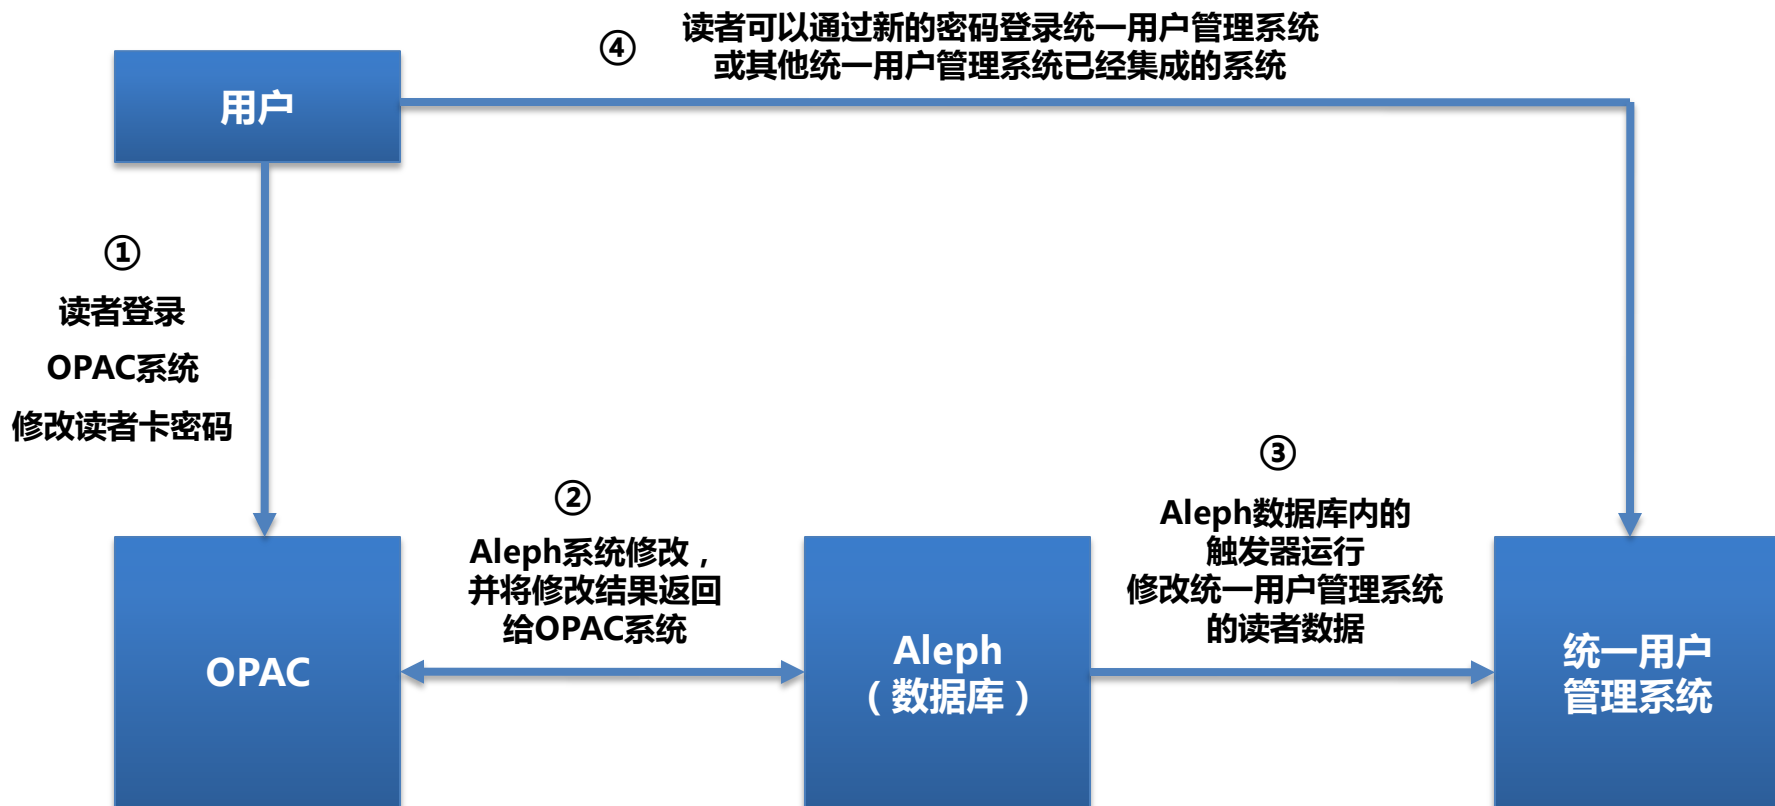 ④
读者可以通过新的密码登录统一用户管理系统
或其他统一用户管理系统已经集成的系统
用户
①
读者登录
OPAC系统
修改读者卡密码
②
Aleph系统修改，
并将修改结果返回
给OPAC系统
③
Aleph数据库内的
触发器运行
修改统一用户管理系统
的读者数据
OPAC
Aleph
（数据库）
统一用户
管理系统